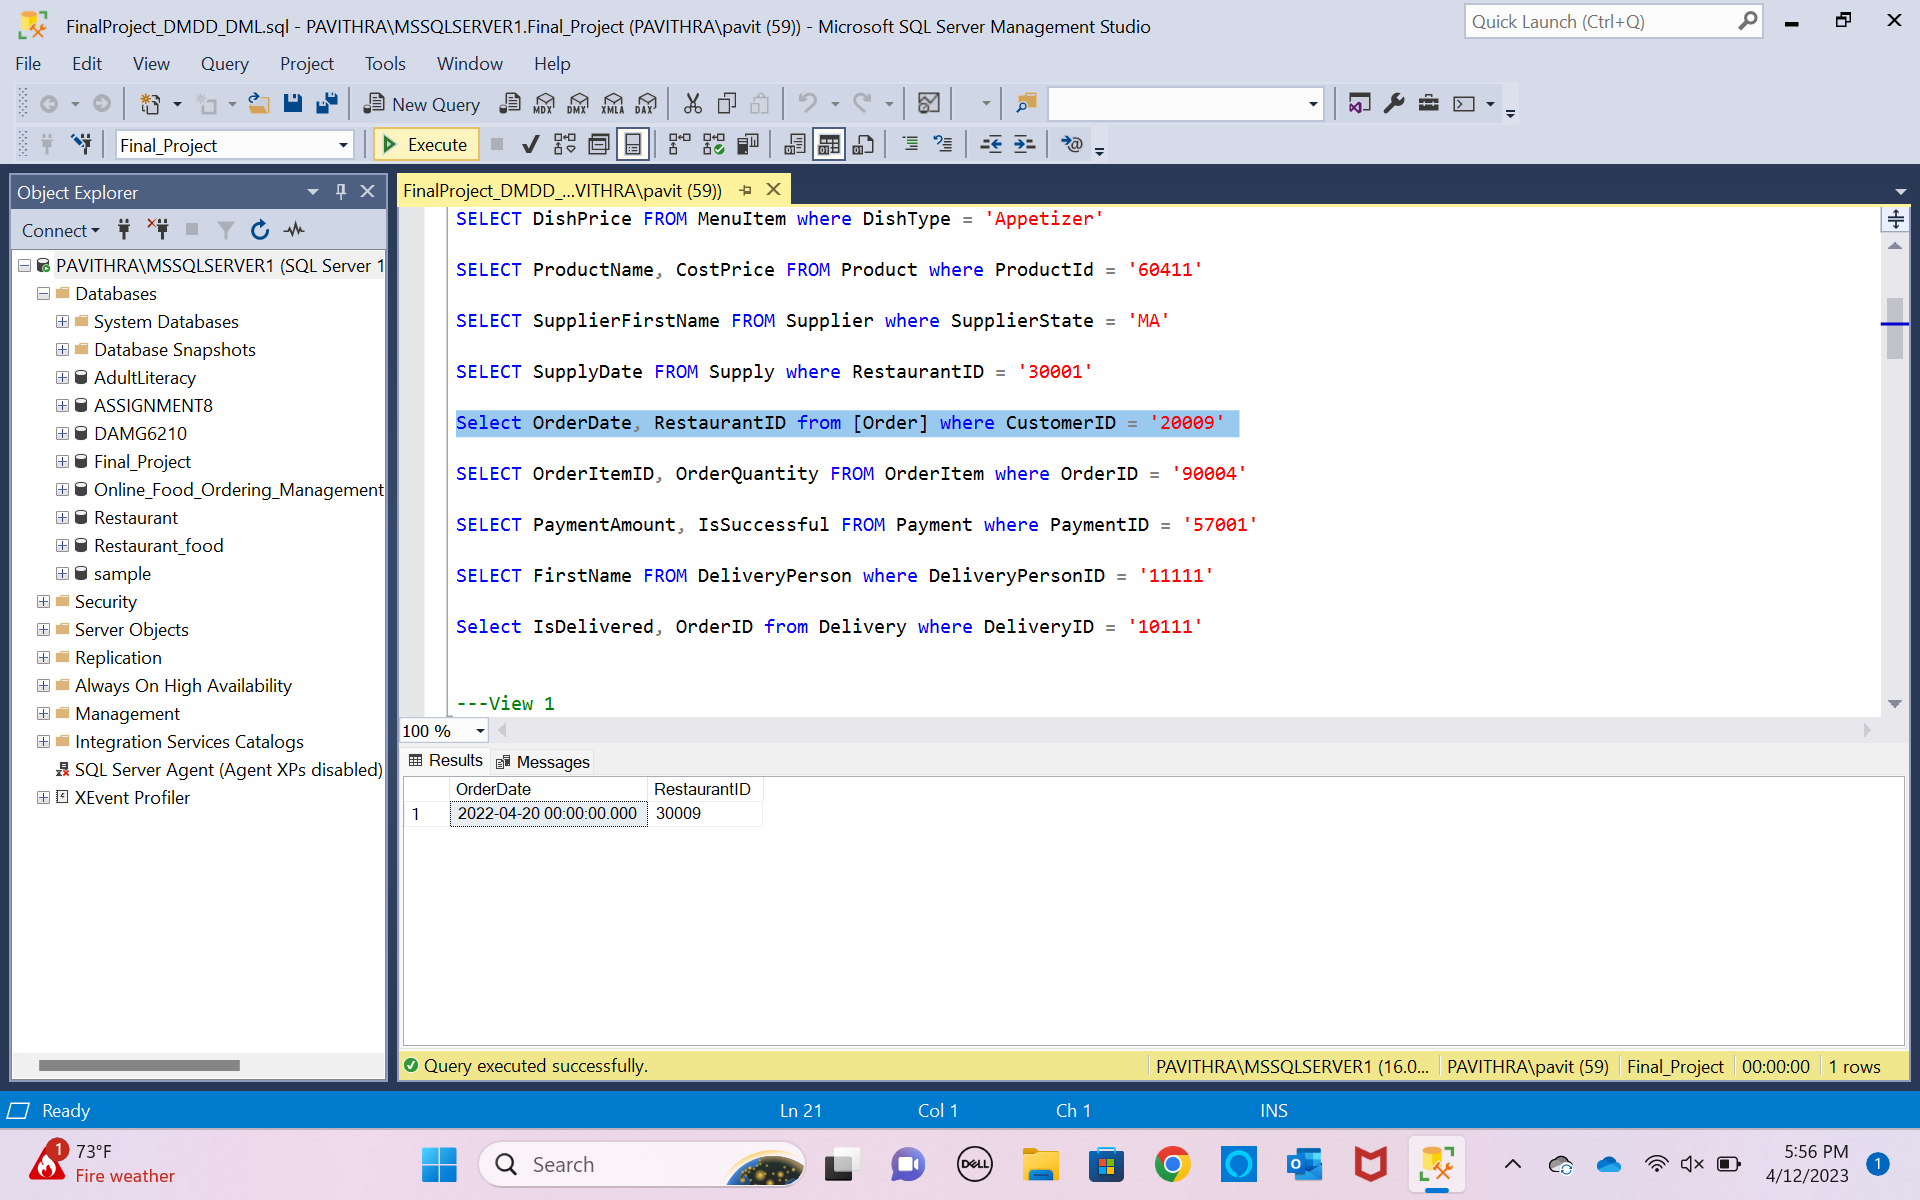 FinalProject_DMDD_DML.sql - PAVITHRA\MSSQLSERVER1.Final_Project (PAVITHRA\pavit (59)) - Microsoft SQL Server Management Studio
Quick Launch (Ctrl+Q)
File Edit View Query Project Tools Window Help
New Query MDX DMX XMLA DAX
Final_Project Execute
Object Explorer
Connect
PAVITHRA\MSSQLSERVER1 (SQL Server 1
Databases
System Databases
Database Snapshots
AdultLiteracy
ASSIGNMENT8
DAMG6210
Final_Project
Online_Food_Ordering_Management
Restaurant
Restaurant_food
sample
Security
Server Objects
Replication
Always On High Availability
Management
Integration Services Catalogs
SQL Server Agent (Agent XPs disabled)
XEvent Profiler
FinalProject_DMDD_...VITHRA\pavit (59))
SELECT DishPrice FROM MenuItem where DishType = 'Appetizer'
SELECT ProductName, CostPrice FROM Product where ProductId = '60411'
SELECT SupplierFirstName FROM Supplier where SupplierState = 'MA'
SELECT SupplyDate FROM Supply where RestaurantID = '30001'
Select OrderDate, RestaurantID from [Order] where CustomerID = '20009'
SELECT OrderItemID, OrderQuantity FROM OrderItem where OrderID = '90004'
SELECT PaymentAmount, IsSuccessful FROM Payment where PaymentID = '57001'
SELECT FirstName FROM DeliveryPerson where DeliveryPersonID = '11111'
Select IsDelivered, OrderID from Delivery where DeliveryID = '10111'
---View 1
100 %
Results Messages
OrderDate RestaurantID
1 2022-04-20 00:00:00.000 30009
Query executed successfully. PAVITHRA\MSSQLSERVER1 (16.0... PAVITHRA\pavit (59) Final_Project 00:00:00 1 rows
Ready Ln 21 Col 1 Ch 1 INS
1 73°F
Fire weather
Search
DELL
5:56 PM
4/12/2023
1